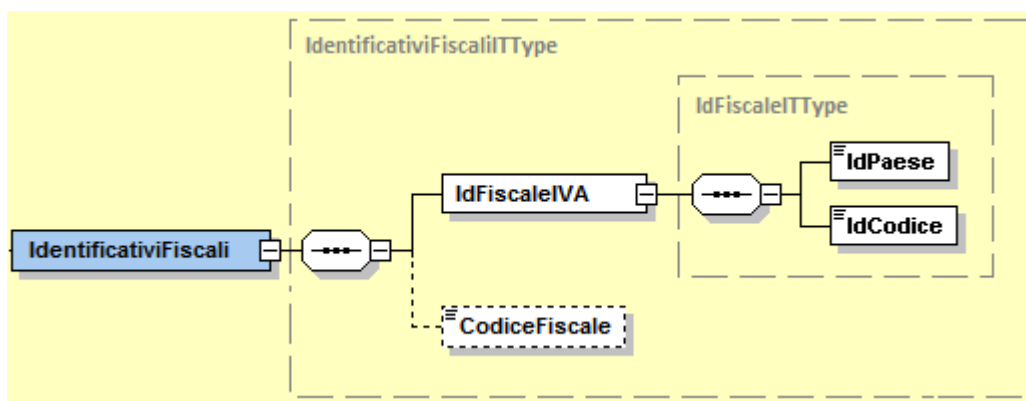 IdentificativiFiscaliITType
IdFiscaleITType
IdPaese
IdFiscaleIVA
IdCodice
IdentificativiFiscali
CodiceFiscale